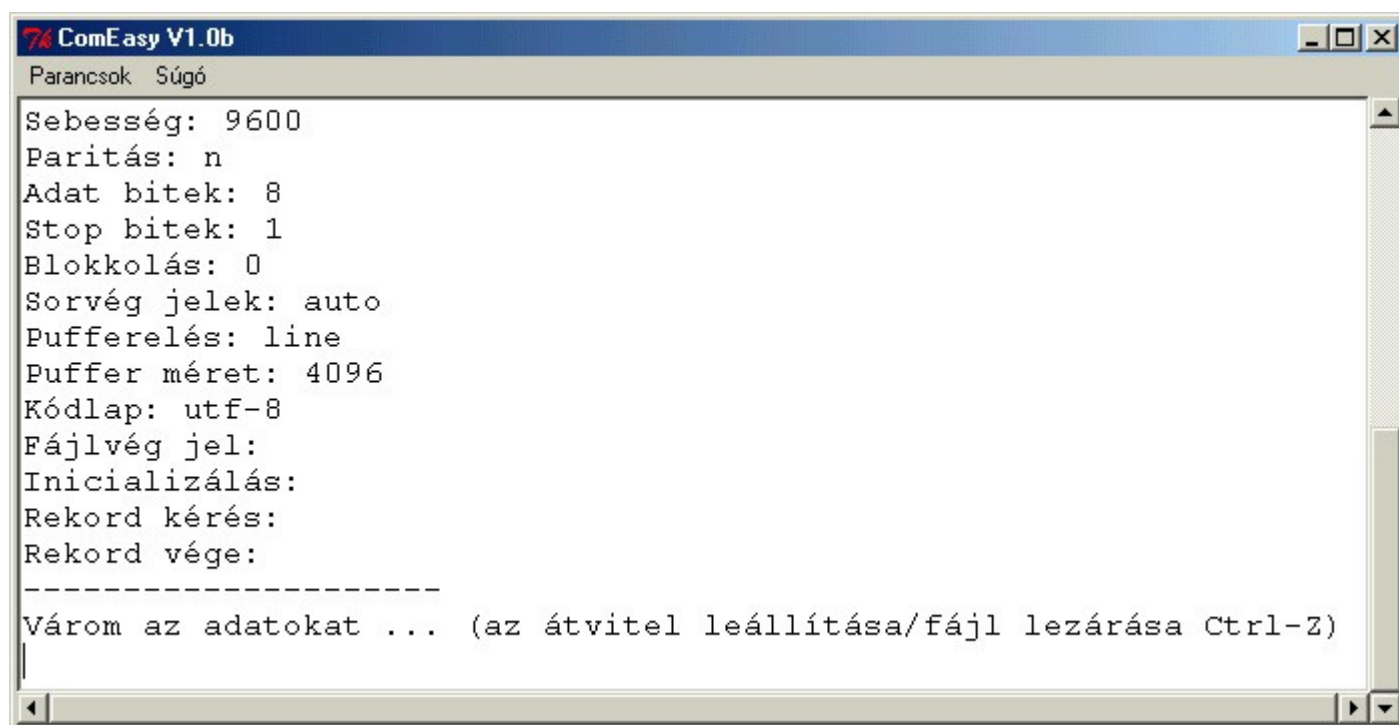 ComEasy V1.0b
Parancsok Súgó
Sebesség: 9600
Paritás: n
Adat bitek: 8
Stop bitek: 1
Blokkolás: 0
Sorvég jelek: auto
Pufferelés: line
Puffer méret: 4096
Kódlap: utf-8
Fájlvég jel:
Inicializálás:
Rekord kérés:
Rekord vége:
---------------------
Várom az adatokat ... (az átvitel leállítása/fájl lezárása Ctrl-Z)